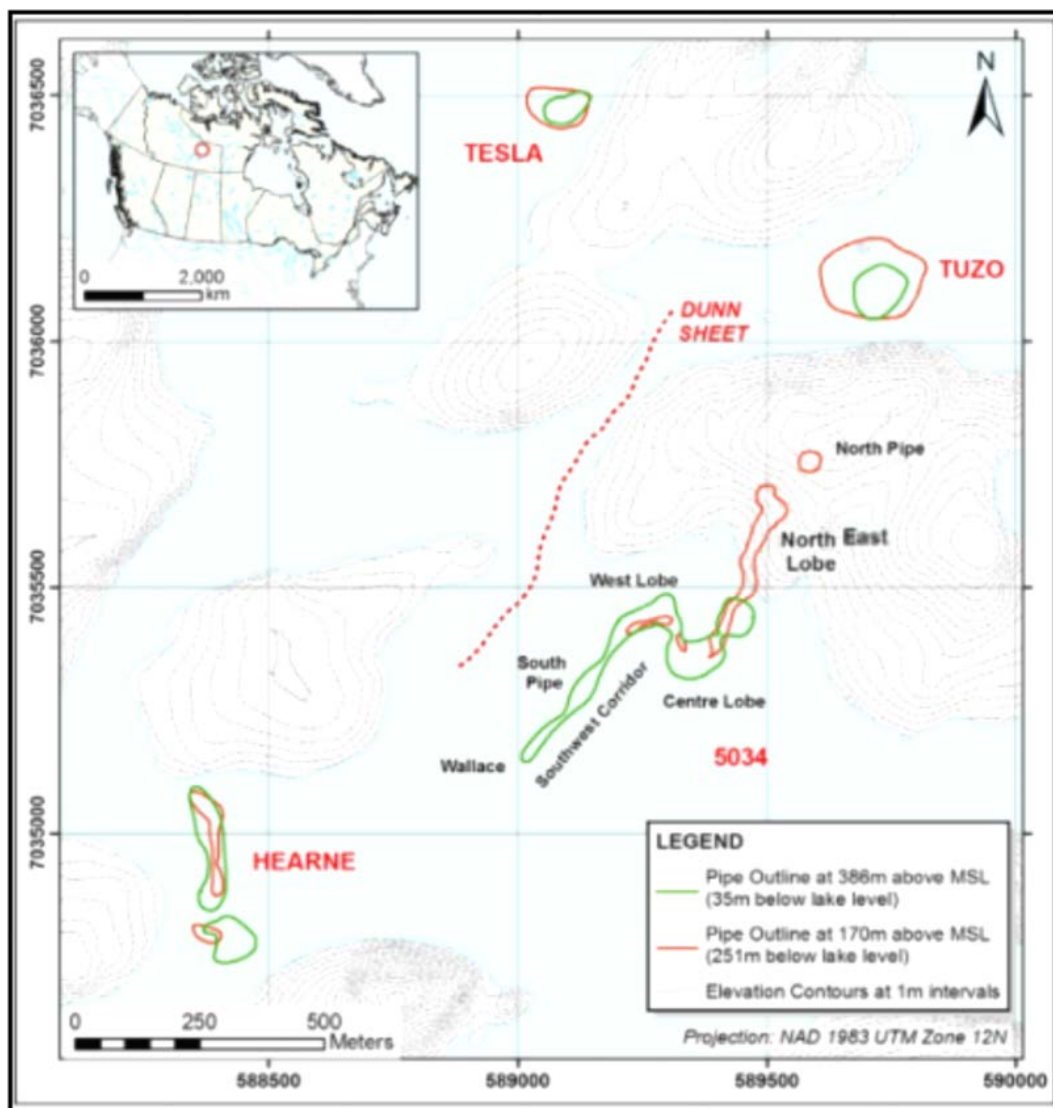 N
7036500
7036000
7035500
7035000
0 2,000
km
TESLA
TUZO
DUNN
SHEET
North Pipe
North East
Lobe
West Lobe
South
Pipe
Southwest Corridor
Centre Lobe
Wallace
5034
HEARNE
LEGEND
Pipe Outline at 386m above MSL
(35m below lake level)
Pipe Outline at 170m above MSL
(251m below lake level)
Elevation Contours at 1m intervals
0 250 500
Meters
Projection: NAD 1983 UTM Zone 12N
588500 589000 589500 590000